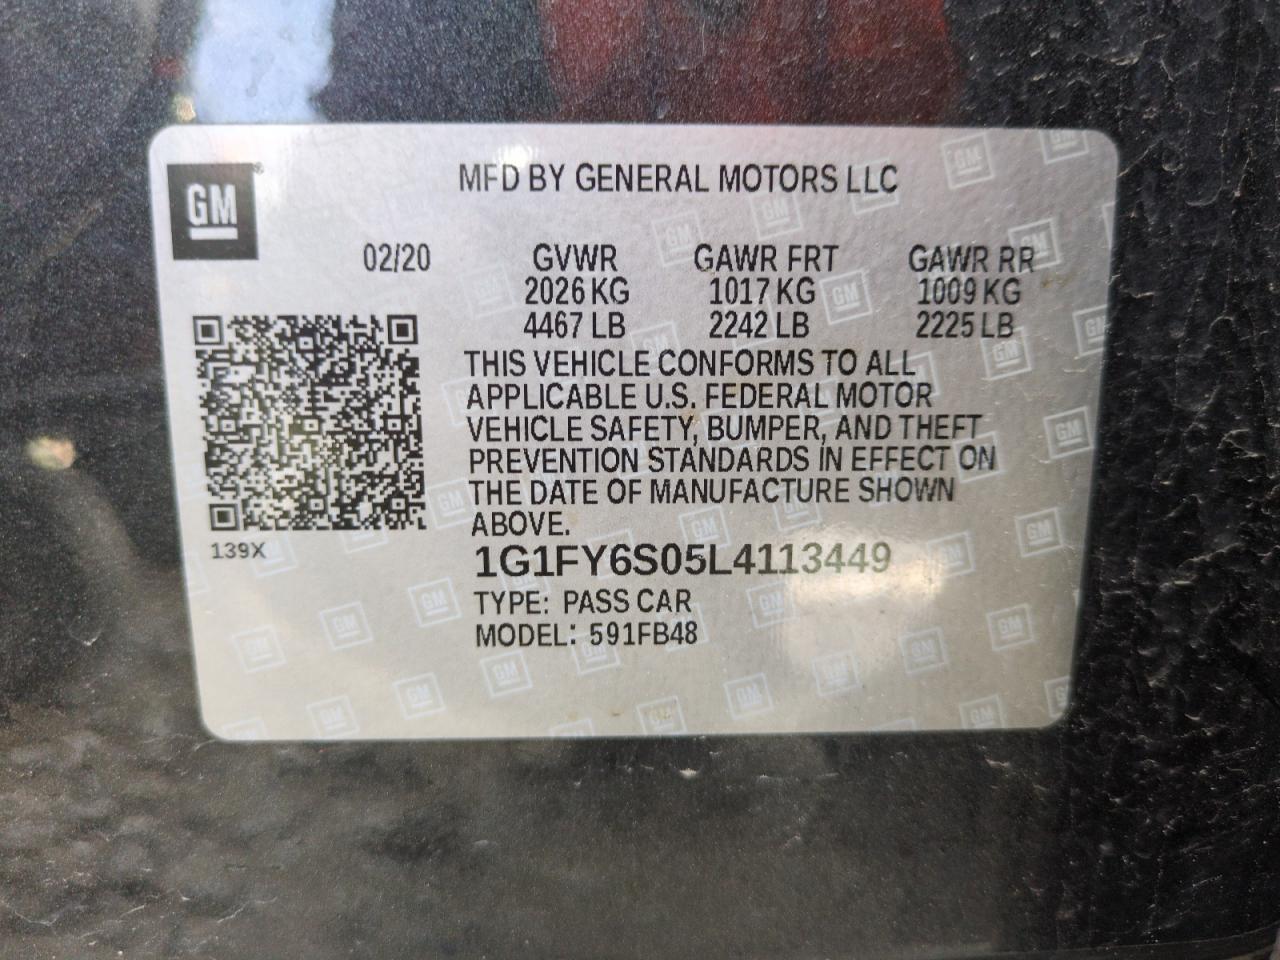 GM
MFD BY GENERAL MOTORS LLC
02/20 GVWR GAWR FRT GAWR RR
2026 KG 1017 KG 1009 KG
4467 LB 2242 LB 2225 LB
THIS VEHICLE CONFORMS TO ALL
APPLICABLE U.S. FEDERAL MOTOR
VEHICLE SAFETY, BUMPER, AND THEFT
PREVENTION STANDARDS IN EFFECT ON
THE DATE OF MANUFACTURE SHOWN
ABOVE.
139X
1G1FY6S05L4113449
TYPE: PASS CAR
MODEL: 591FB48